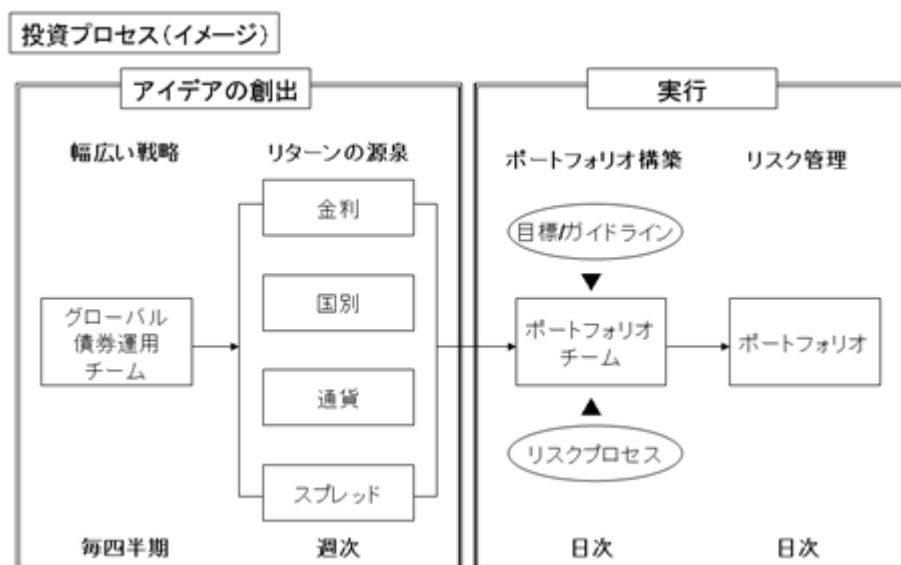 投資プロセス(イメージ)
アイデアの創出
実行
幅広い戦略
リターンの源泉
ポートフォリオ構築
リスク管理
金利
目標/ガイドライン
国別
グローバル
債券運用
チーム
ポートフォリオ
チーム
ポートフォリオ
通貨
リスクプロセス
スプレッド
毎四半期
週次
日次
日次